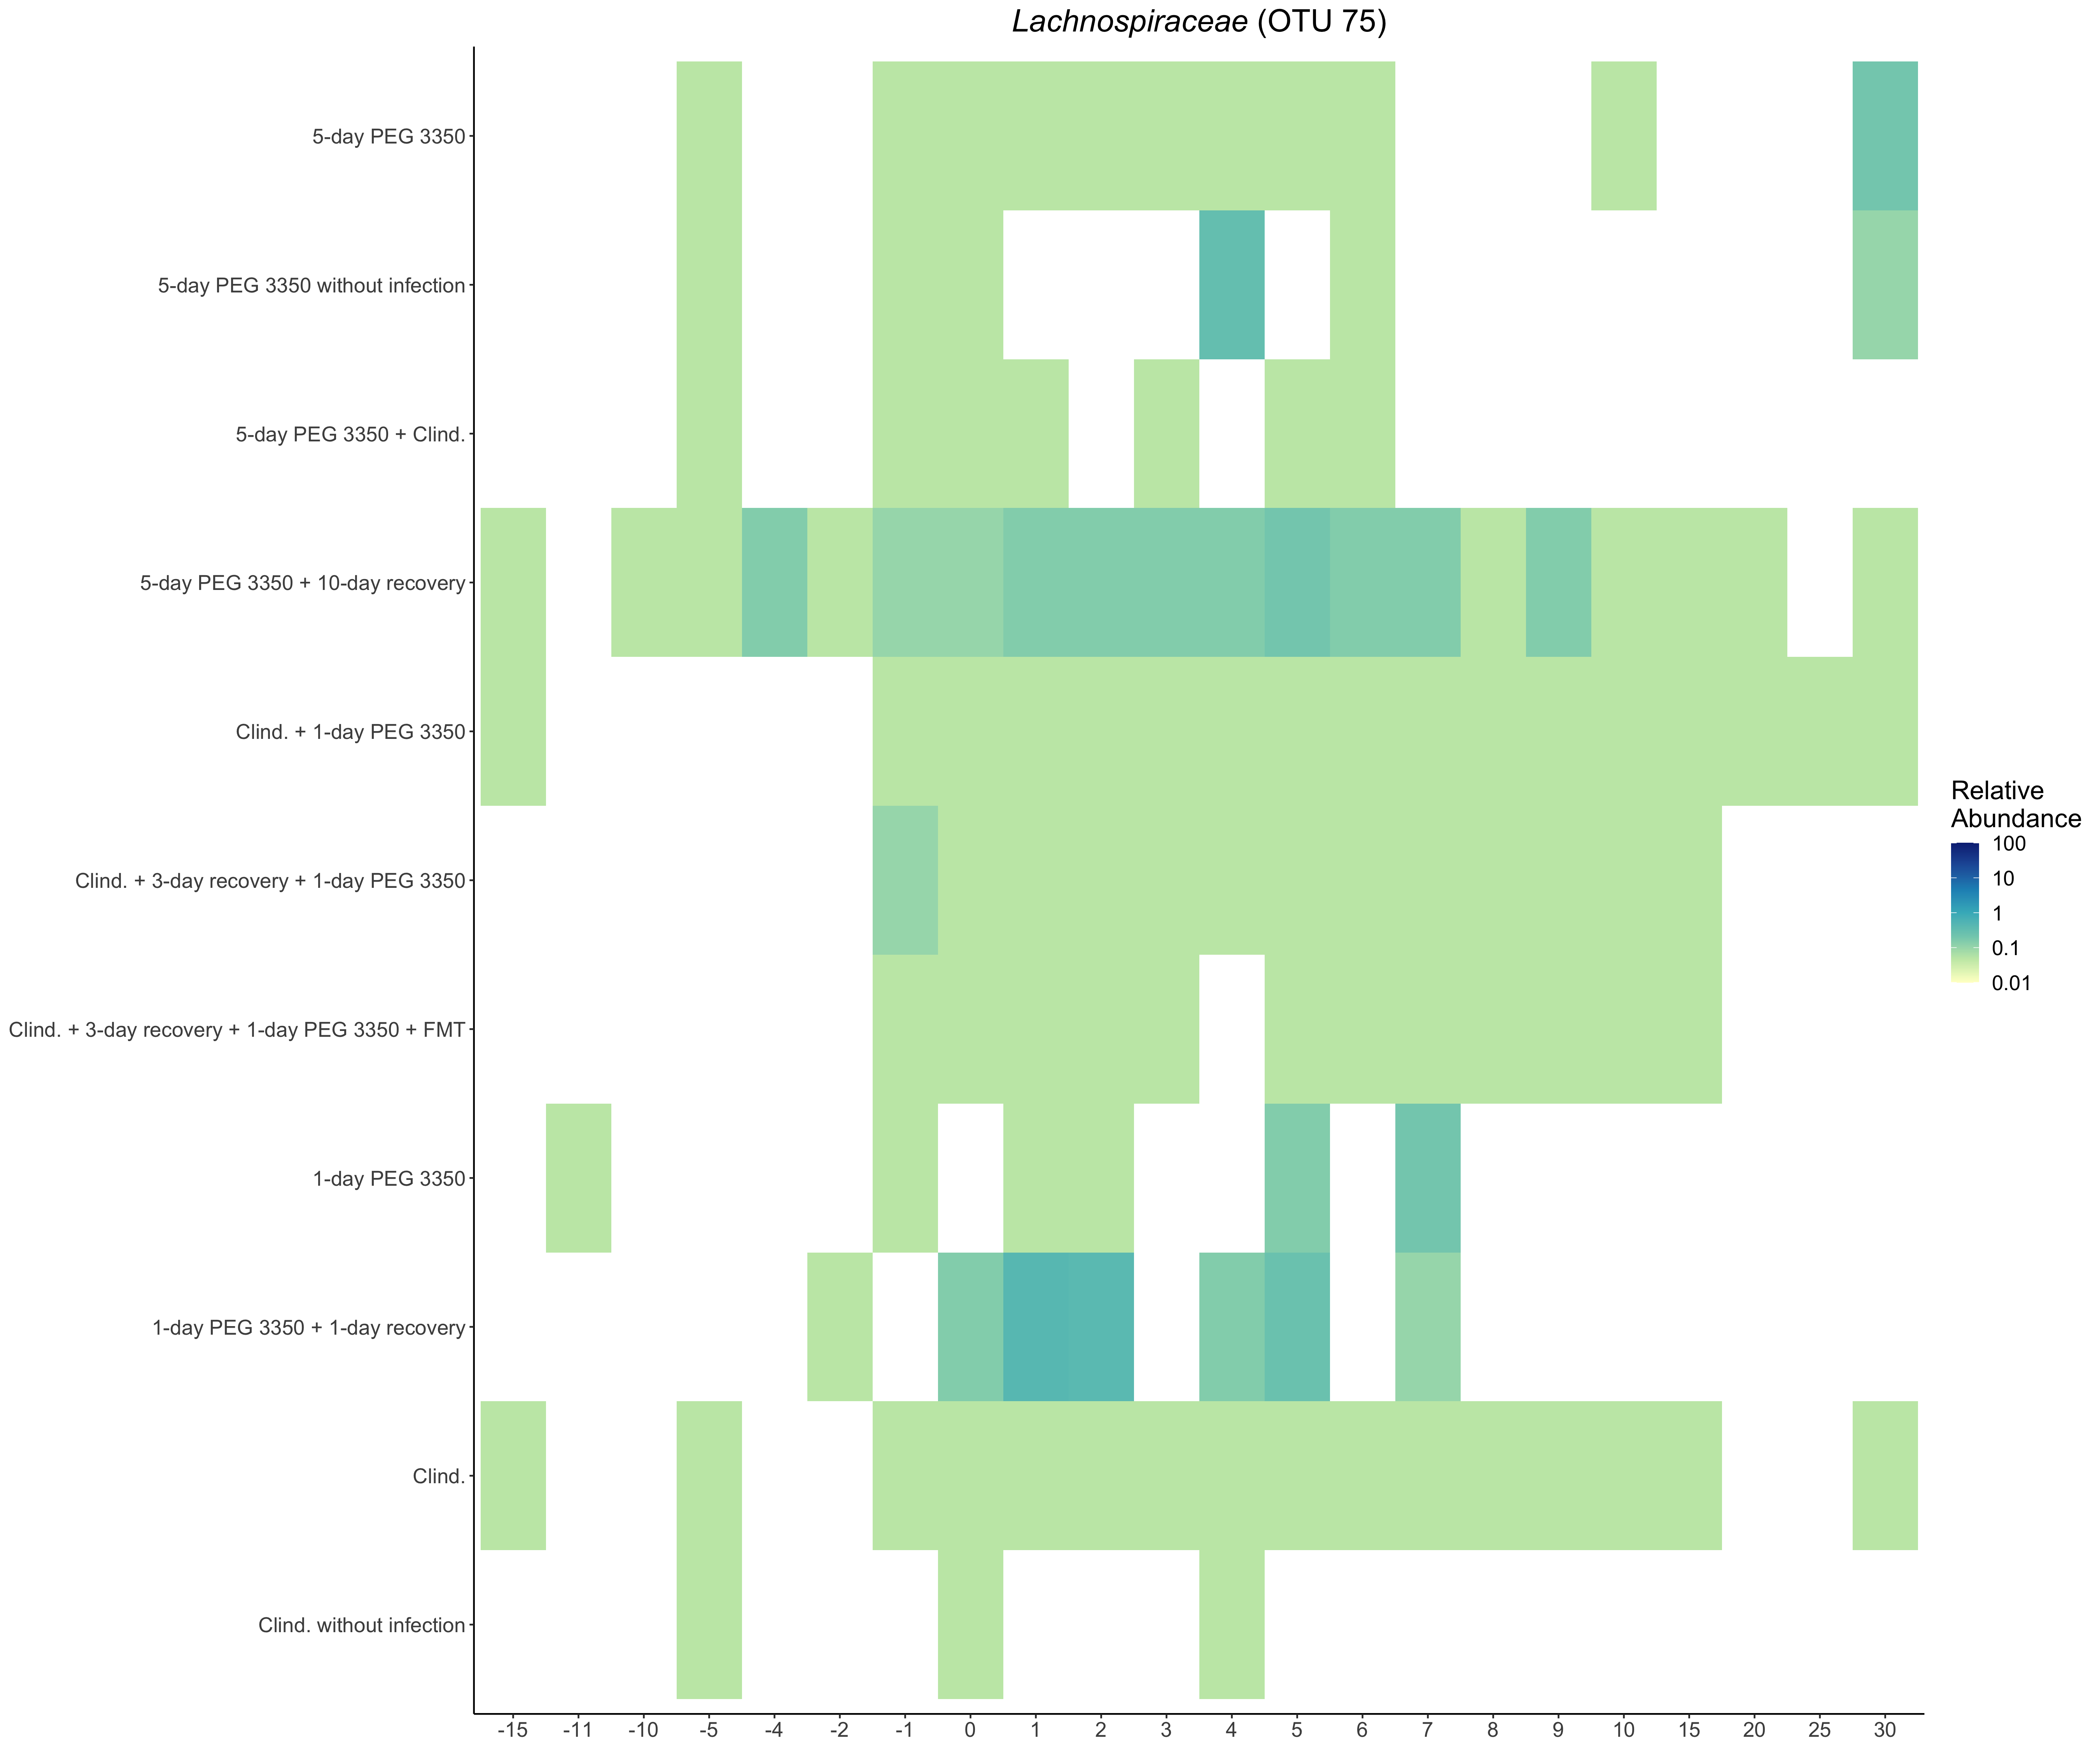 Lachnospiraceae (OTU 75)
5-day PEG 3350
5-day PEG 3350 without infection
5-day PEG 3350 + Clind.
5-day PEG 3350 + 10-day recovery
Clind. + 1-day PEG 3350
Clind. + 3-day recovery + 1-day PEG 3350
Clind. + 3-day recovery + 1-day PEG 3350 + FMT
1-day PEG 3350
1-day PEG 3350 + 1-day recovery
Clind.
Clind. without infection
-15 -11 -10 -5 -4 -2 -1 0 1 2 3 4 5 6 7 8 9 10 15 20 25 30
Relative
Abundance
100
10
1
0.1
0.01